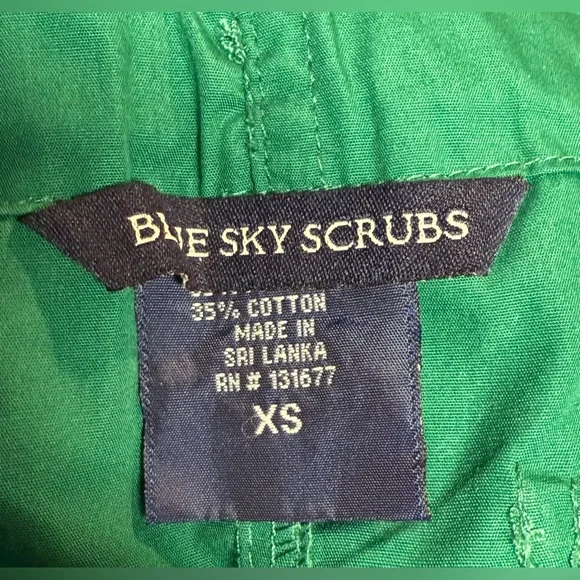 BLUE SKY SCRUBS
35% COTTON
MADE IN
SRI LANKA
RN # 131677
XS